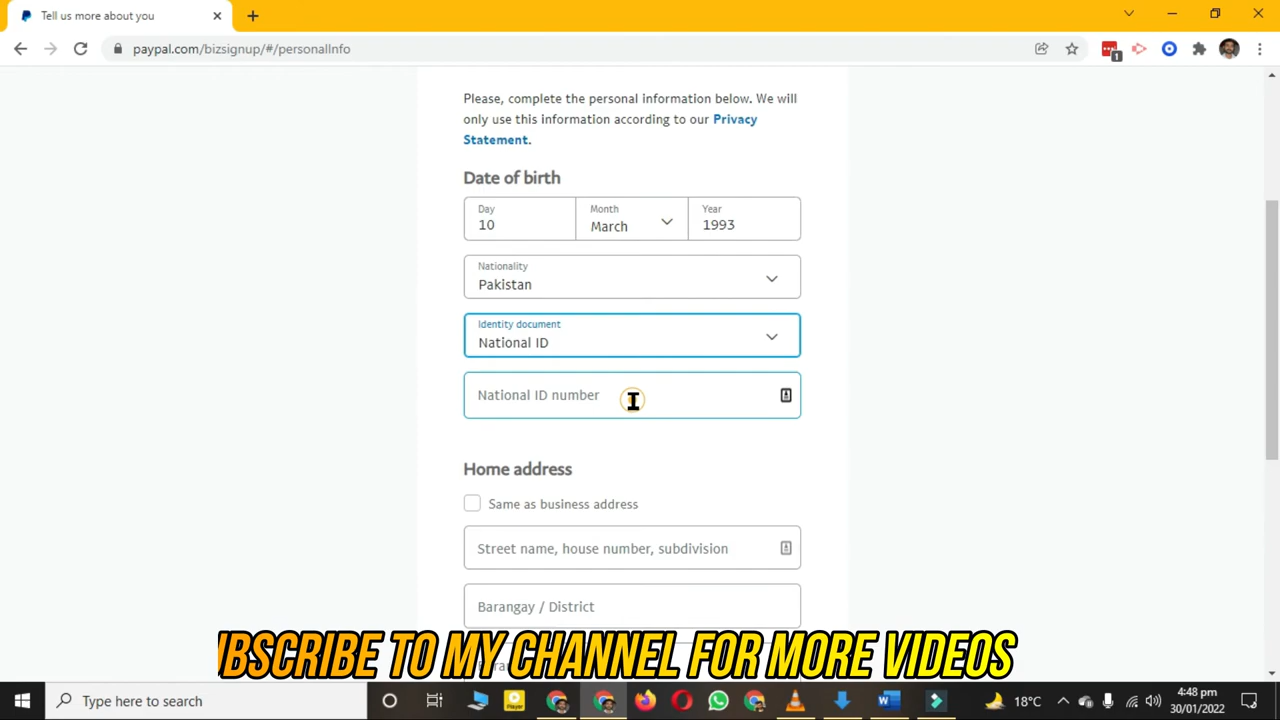 Tell us more about you
paypal.com/bizsignup/#/personalInfo
1
Please, complete the personal information below. We will
only use this information according to our Privacy
Statement.
Date of birth
Day
10
Month
March
Year
1993
Nationality
Pakistan
Identity document
National ID
National ID number
Home address
Same as business address
Street name, house number, subdivision
Barangay / District
UBSCRIBE TO MY CHANNEL FOR MORE VIDEOS
Type here to search
Player
18°C
4:48 pm
30/01/2022